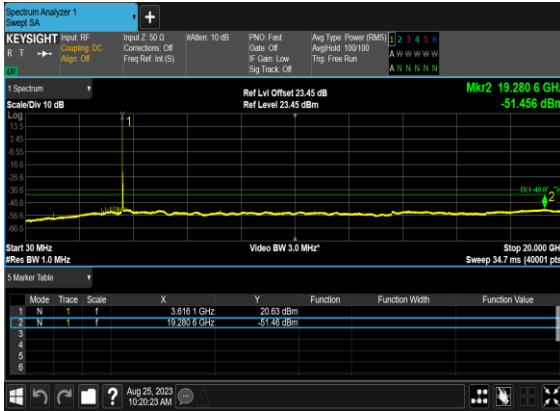 Spectrum Analyzer 1
Swept SA
+
KEYSIGHT Input: RF Input Z: 50 Ω #Atten: 10 dB PNO: Fast Avg Type: Power (RMS) 1 2 3 4 5 6
R T Coupling: DC Corrections: Off Gate: Off Avg|Hold: 100/100 A W W W W W
Align: Off Freq Ref: Int (S) IF Gain: Low Trig: Free Run
LV Sig Track: Off A N N N N N
1 Spectrum Ref Lvl Offset 23.45 dB Mkr2 19.280 6 GHz
Scale/Div 10 dB Ref Level 23.45 dBm -51.456 dBm
Log
13.5
3.45
-6.55
-16.6
-26.6
-36.6
-46.6
-56.6
-66.6
1
2
Start 30 MHz Video BW 3.0 MHz* Stop 20.000 GHz
#Res BW 1.0 MHz Sweep 34.7 ms (40001 pts)
5 Marker Table
Mode Trace Scale X Y Function Function Width Function Value
1 N 1 f 3.616 1 GHz 20.63 dBm
2 N 1 f 19.280 6 GHz -51.46 dBm
3
4
5
6
? Aug 25, 2023
10:20:23 AM